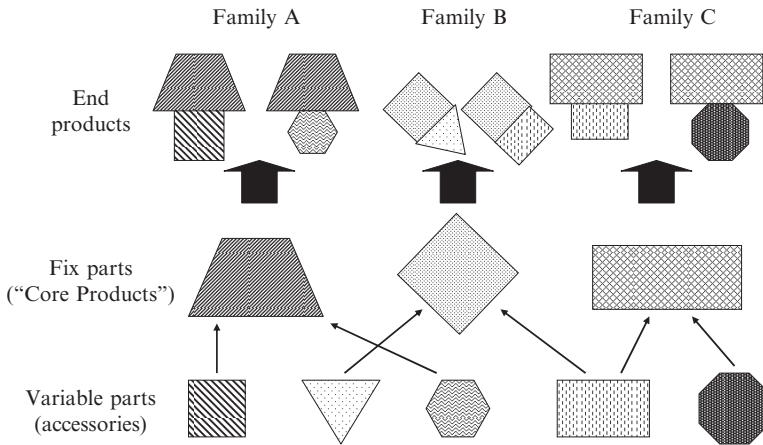 Family A
Family B
Family C
End
products
Fix parts
(“Core Products”)
Variable parts
(accessories)